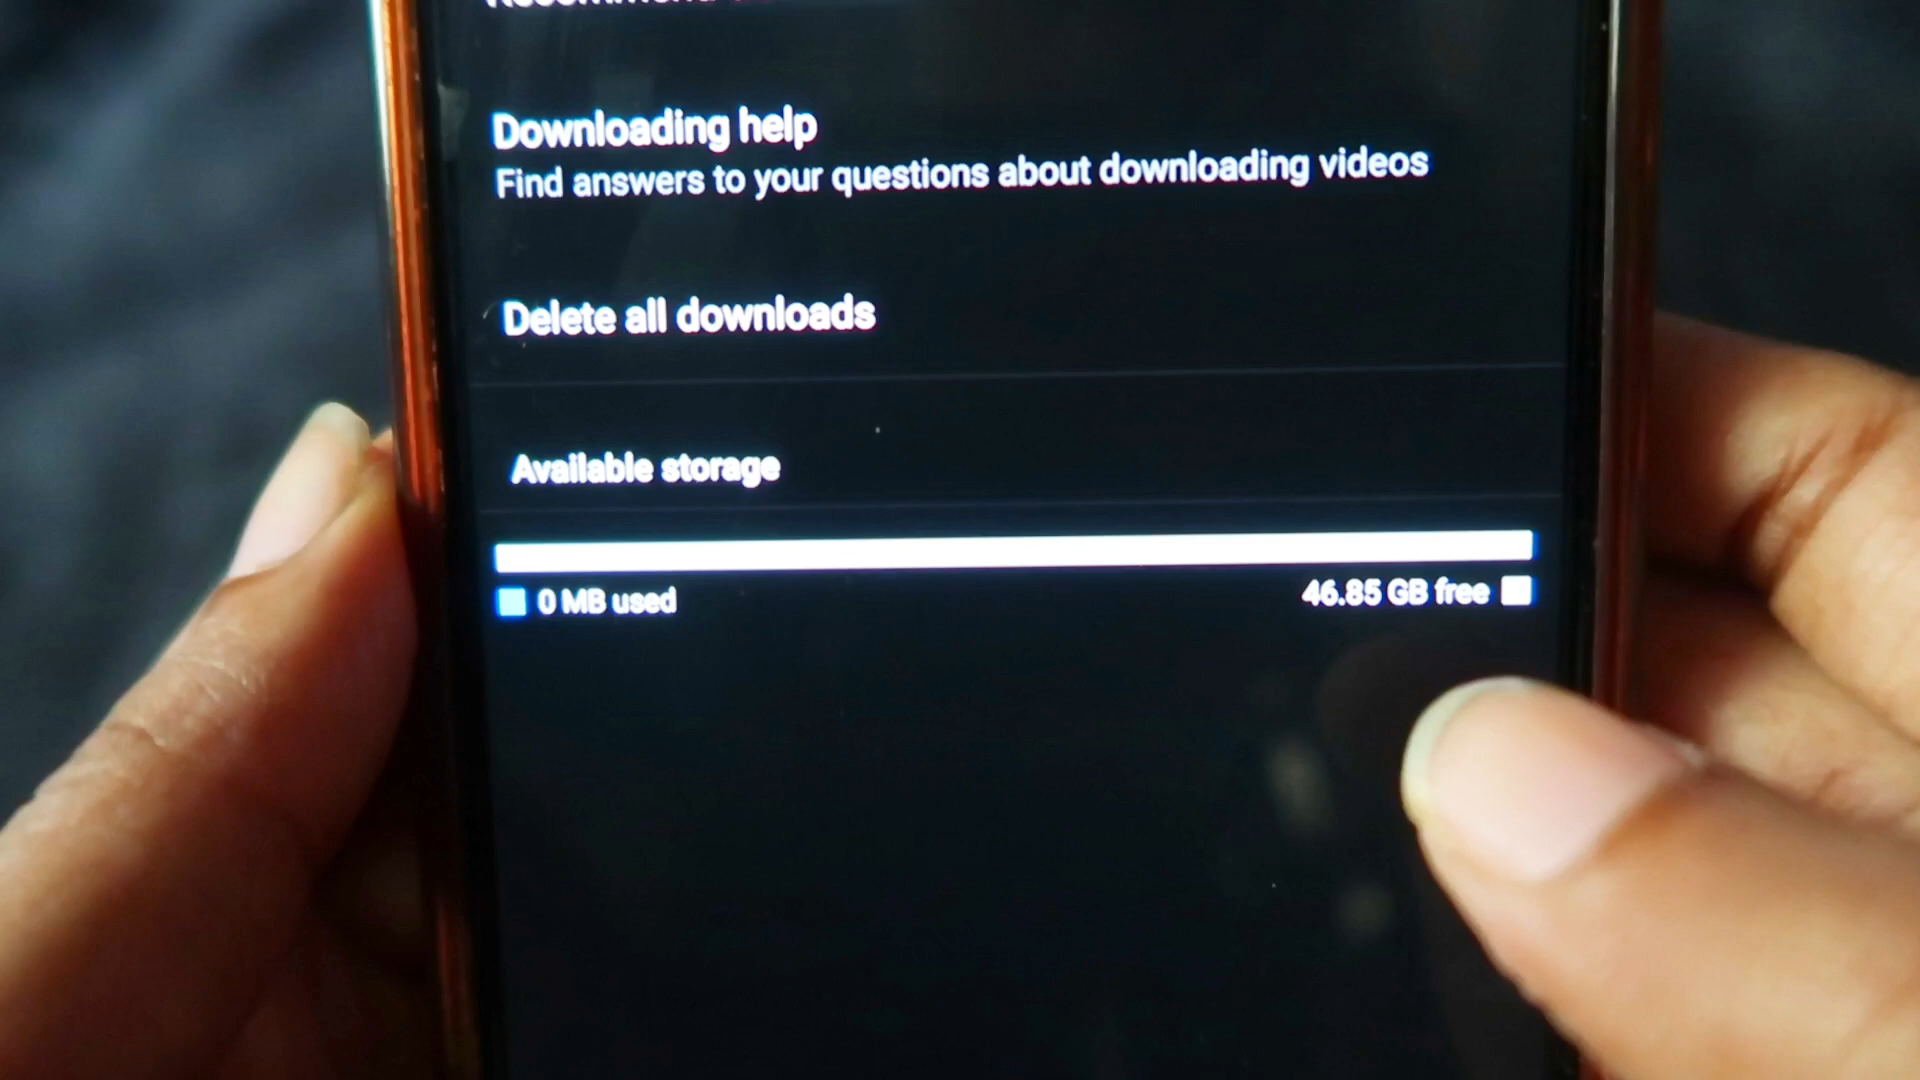 Downloading help
Find answers to your questions about downloading videos
Delete all downloads
Available storage
0 MB used
46.85 GB free